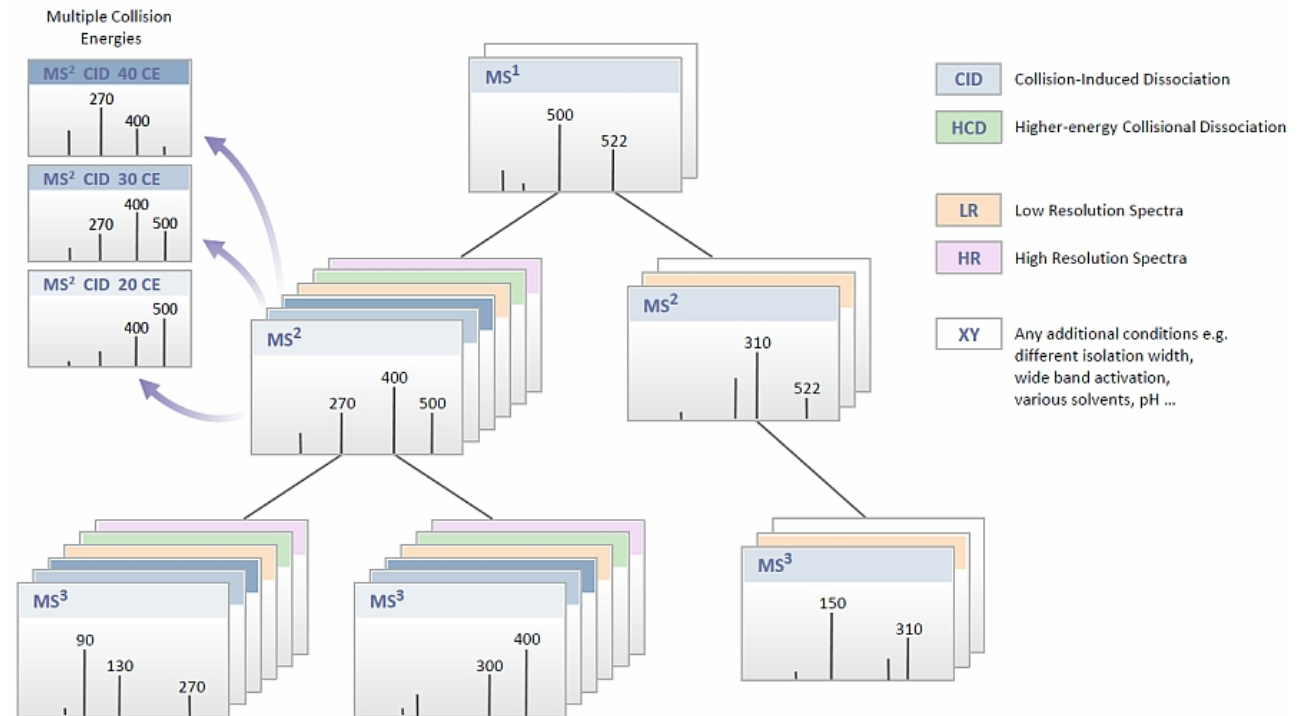 Multiple Collision
Energies
MS² CID 40 CE
270
400
MS² CID 30 CE
400
270
500
MS² CID 20 CE
500
400
MS¹
500
522
MS²
400
270
500
MS²
310
522
MS³
90
130
270
MS³
400
300
MS³
150
310
CID Collision-Induced Dissociation
HCD Higher-energy Collisional Dissociation
LR Low Resolution Spectra
HR High Resolution Spectra
XY Any additional conditions e.g.
different isolation width,
wide band activation,
various solvents, pH ...